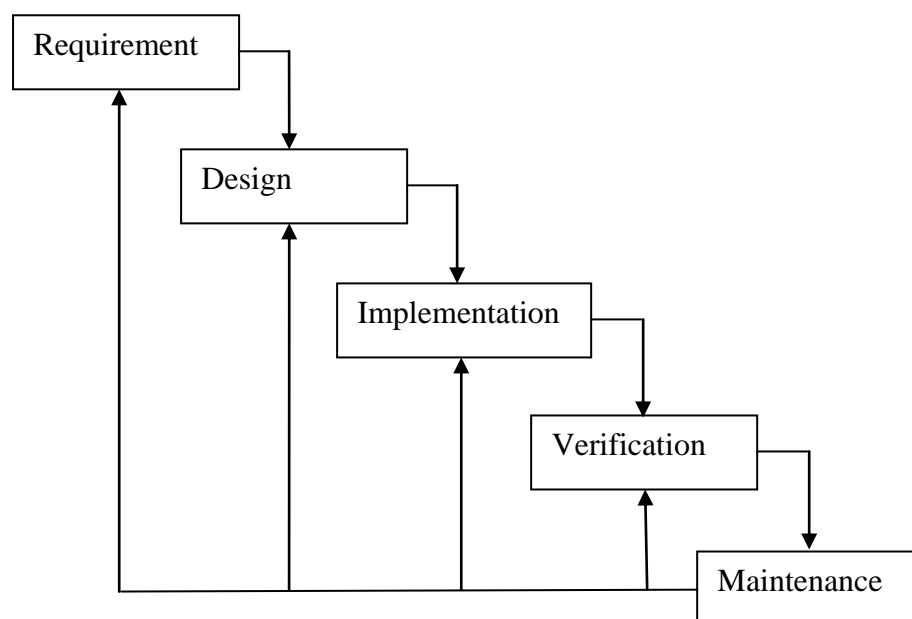 Requirement
Design
Implementation
Verification
Maintenance